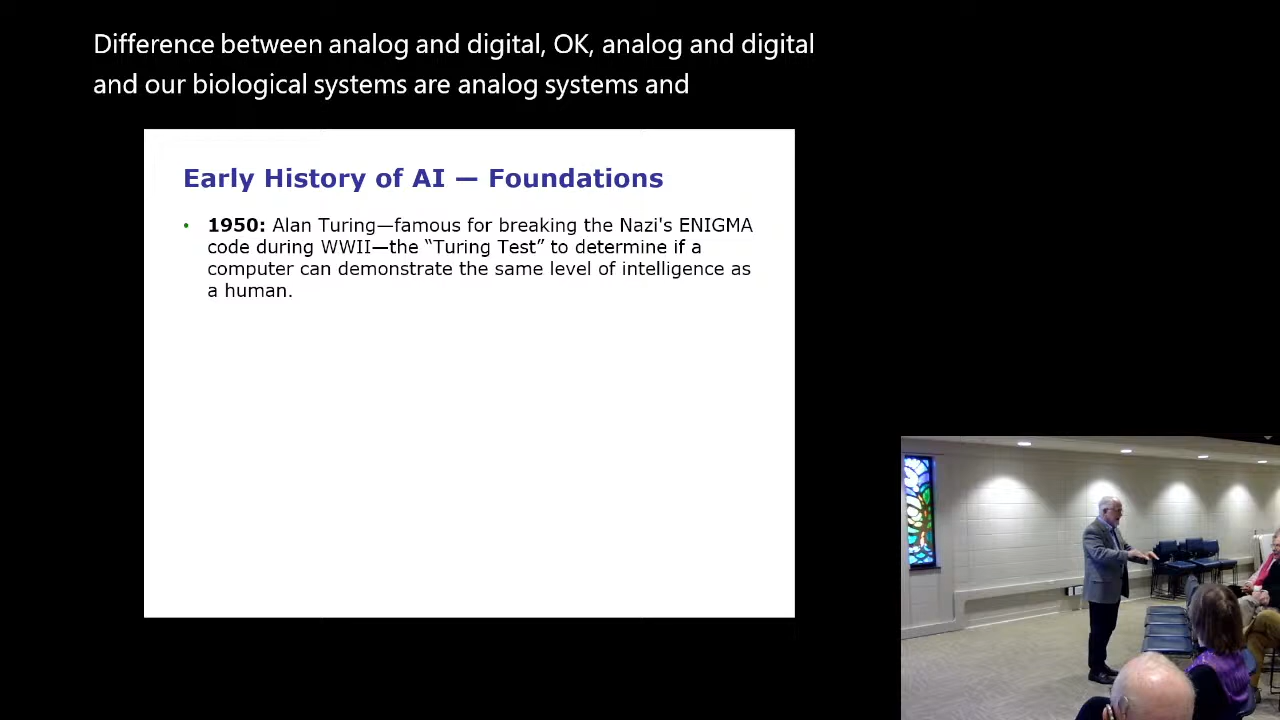 Difference between analog and digital, OK, analog and digital
and our biological systems are analog systems and
Early History of AI — Foundations
• 1950: Alan Turing—famous for breaking the Nazi's ENIGMA
code during WWII—the “Turing Test” to determine if a
computer can demonstrate the same level of intelligence as
a human.